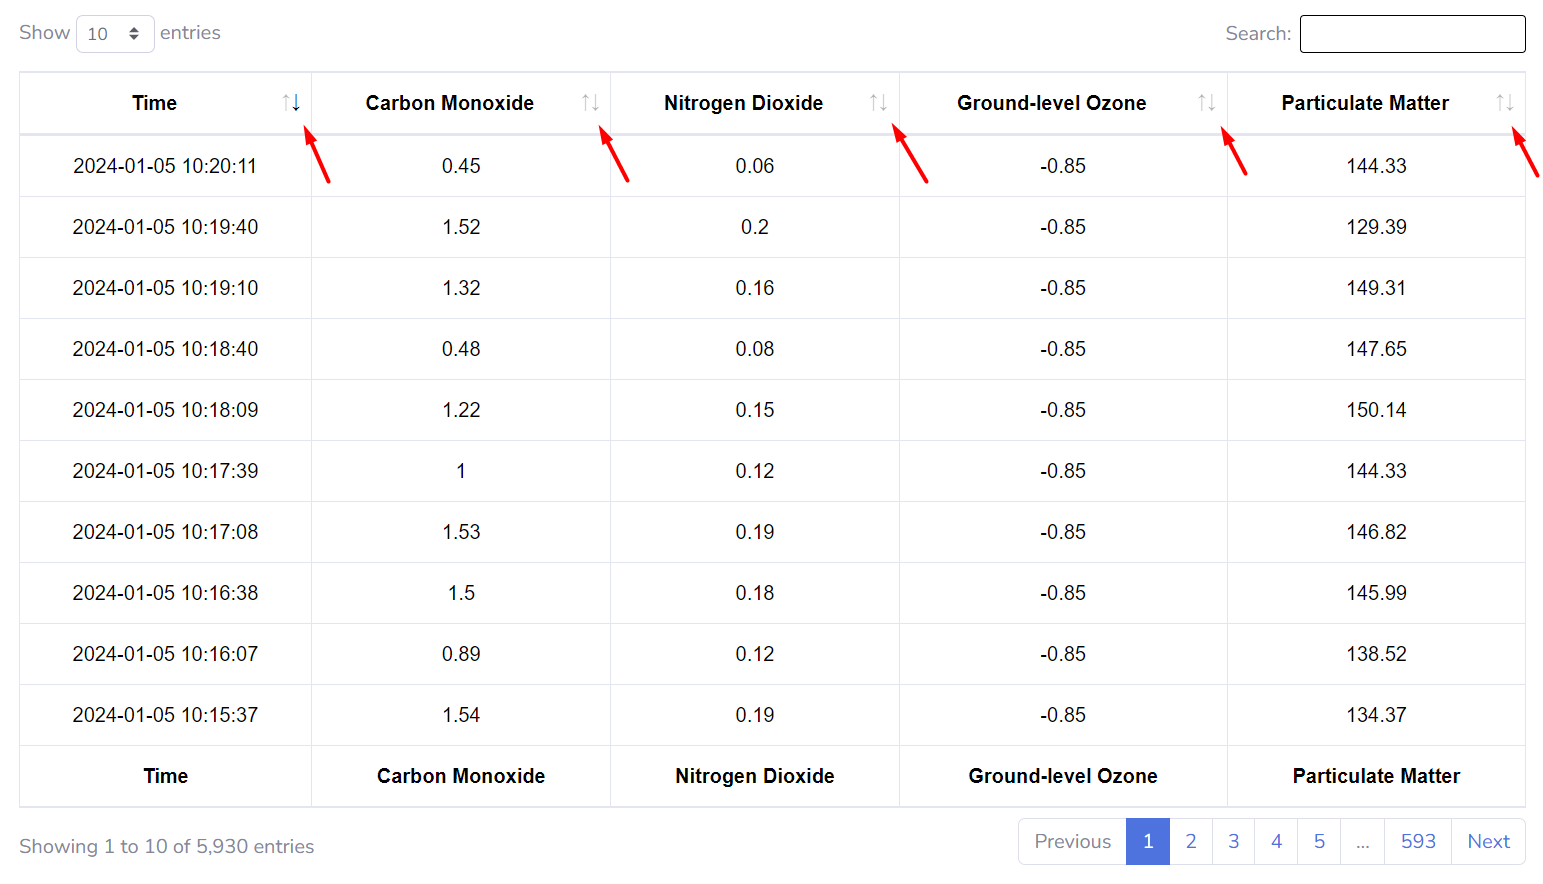 Show 10 entries Search:
Time Carbon Monoxide Nitrogen Dioxide Ground-level Ozone Particulate Matter
2024-01-05 10:20:11 0.45 0.06 -0.85 144.33
2024-01-05 10:19:40 1.52 0.2 -0.85 129.39
2024-01-05 10:19:10 1.32 0.16 -0.85 149.31
2024-01-05 10:18:40 0.48 0.08 -0.85 147.65
2024-01-05 10:18:09 1.22 0.15 -0.85 150.14
2024-01-05 10:17:39 1 0.12 -0.85 144.33
2024-01-05 10:17:08 1.53 0.19 -0.85 146.82
2024-01-05 10:16:38 1.5 0.18 -0.85 145.99
2024-01-05 10:16:07 0.89 0.12 -0.85 138.52
2024-01-05 10:15:37 1.54 0.19 -0.85 134.37
Time Carbon Monoxide Nitrogen Dioxide Ground-level Ozone Particulate Matter
Showing 1 to 10 of 5,930 entries Previous 1 2 3 4 5 ... 593 Next